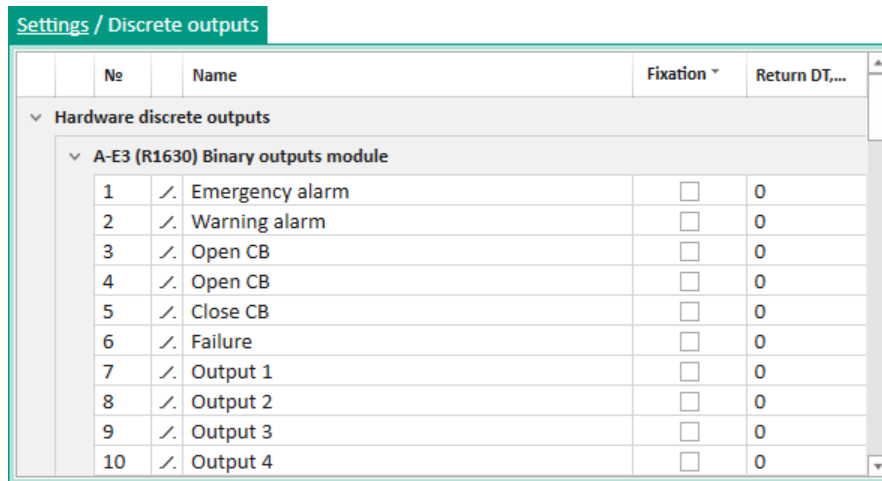 Settings / Discrete outputs
№ Name Fixation Return DT,...
Hardware discrete outputs
A-E3 (R1630) Binary outputs module
1 Emergency alarm 0
2 Warning alarm 0
3 Open CB 0
4 Open CB 0
5 Close CB 0
6 Failure 0
7 Output 1 0
8 Output 2 0
9 Output 3 0
10 Output 4 0